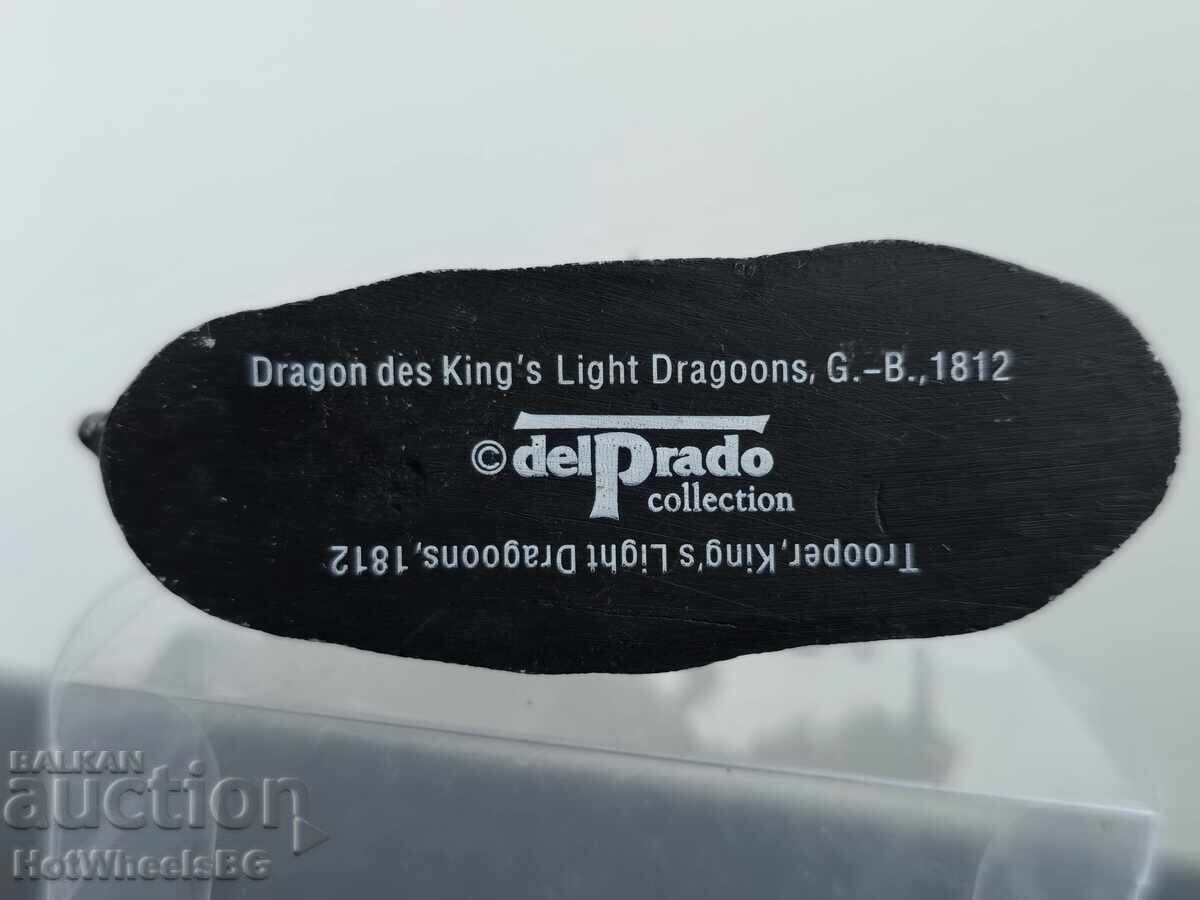 Dragon des King's Light Dragoons, G.-B., 1812
© delPrado
collection
Trooper, King's Light Dragoons, 1812
BALKAN
auction
HotWheelsBG